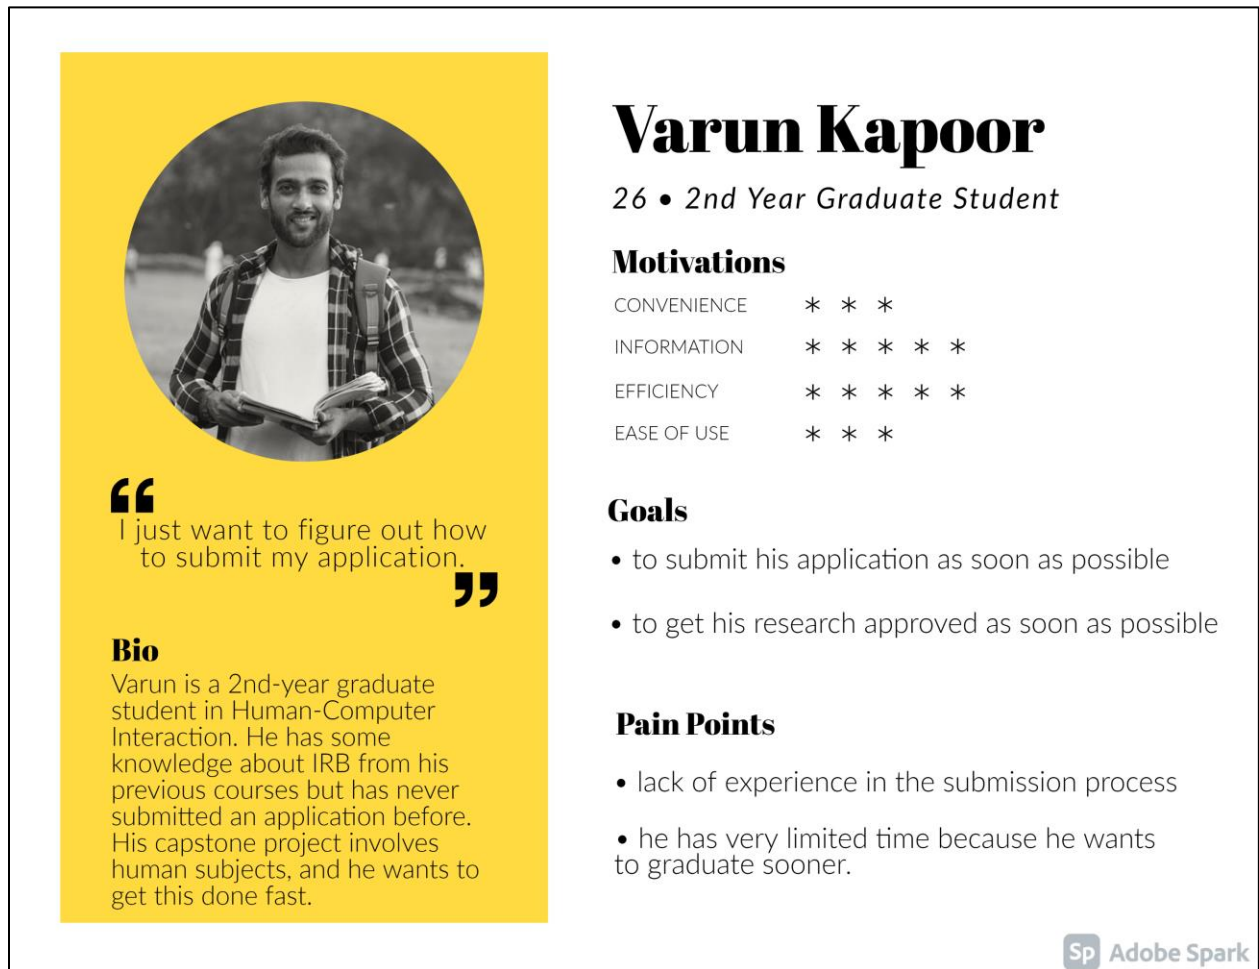 “
I just want to figure out how
to submit my application.
”
Bio
Varun is a 2nd-year graduate
student in Human-Computer
Interaction. He has some
knowledge about IRB from his
previous courses but has never
submitted an application before.
His capstone project involves
human subjects, and he wants to
get this done fast.
Varun Kapoor
26 • 2nd Year Graduate Student
Motivations
CONVENIENCE * * *
INFORMATION * * * * *
EFFICIENCY * * * * *
EASE OF USE * * *
Goals
• to submit his application as soon as possible
• to get his research approved as soon as possible
Pain Points
• lack of experience in the submission process
• he has very limited time because he wants
to graduate sooner.
Sp Adobe Spark